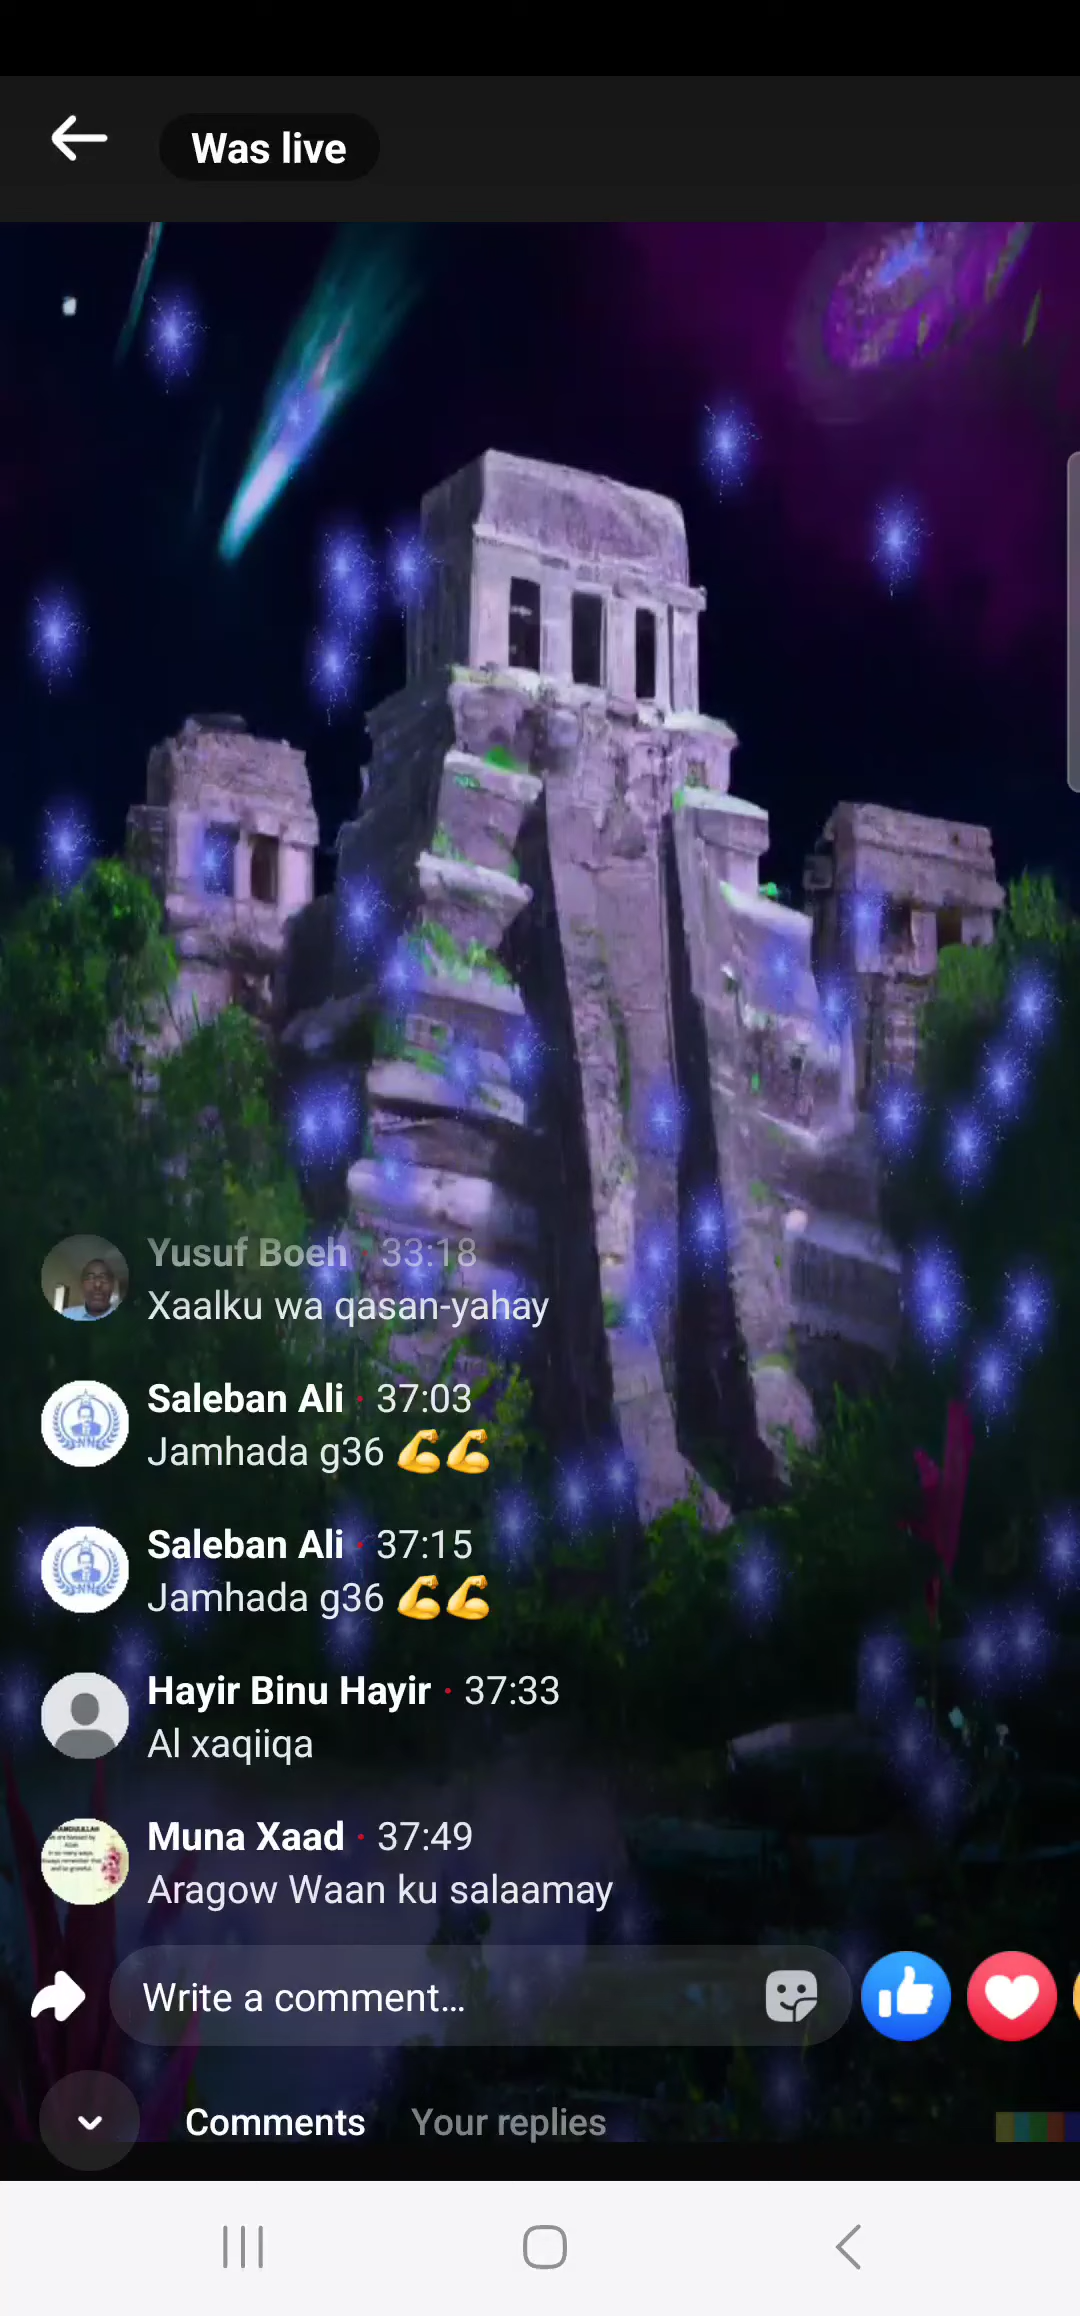 Was live
Yusuf Boeh · 33:18
Xaalku wa qasan-yahay
Saleban Ali · 37:03
Jamhada g36 💪💪
Saleban Ali · 37:15
Jamhada g36 💪💪
Hayir Binu Hayir · 37:33
Al xaqiiqa
Muna Xaad · 37:49
Aragow Waan ku salaamay
Write a comment...
Comments Your replies